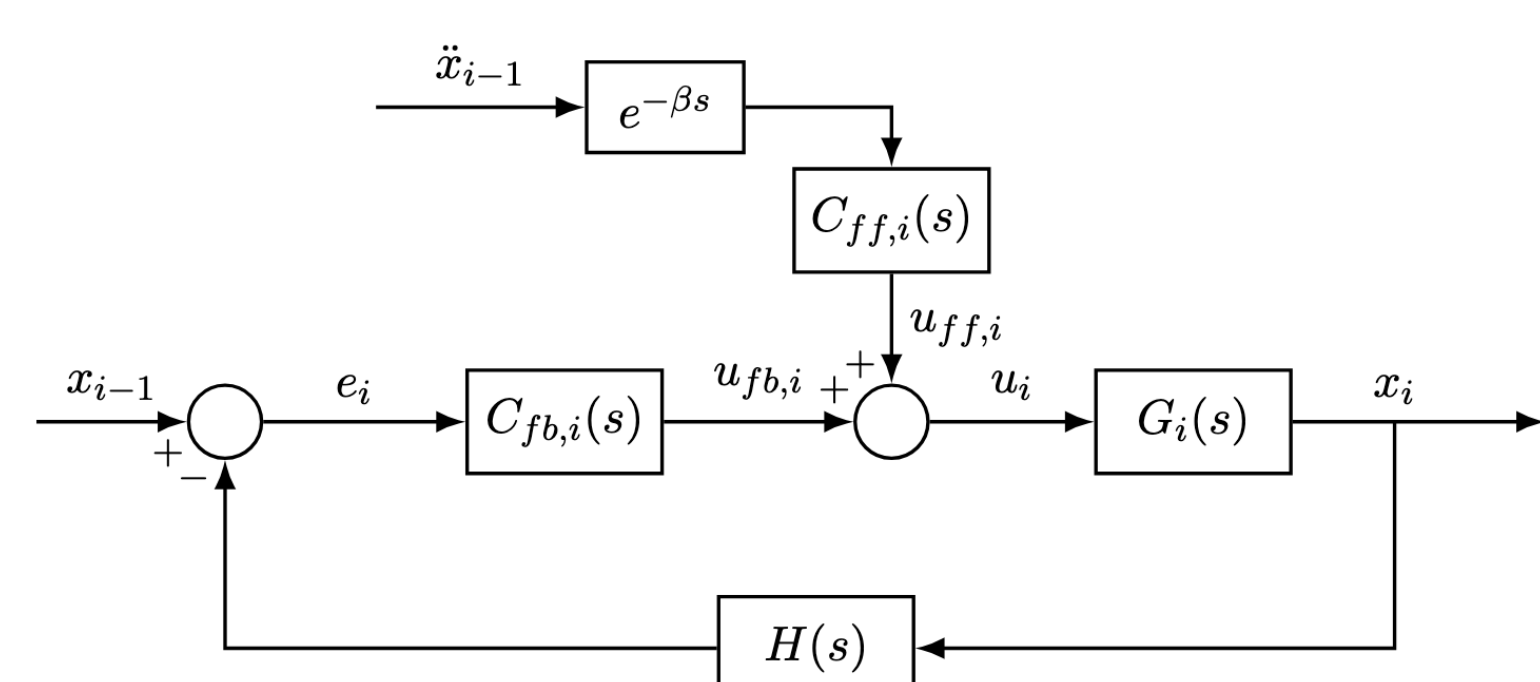 ẍ_{i−1}
e^{−βs}
C_{ff,i}(s)
u_{ff,i}
x_{i−1}
e_i
C_{fb,i}(s)
u_{fb,i}
+
+
u_i
G_i(s)
x_i
+
−
H(s)